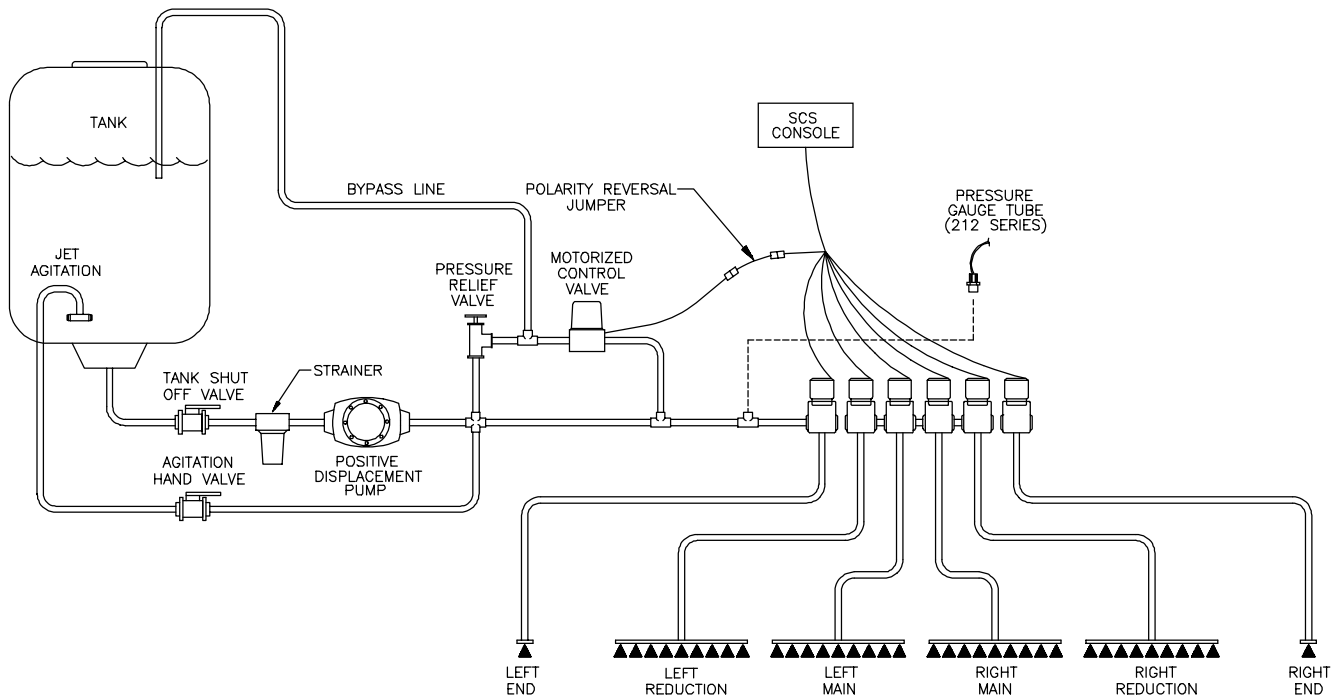 TANK
SCS
CONSOLE
BYPASS LINE
POLARITY REVERSAL
JUMPER
PRESSURE
GAUGE TUBE
(212 SERIES)
JET
AGITATION
PRESSURE
RELIEF
VALVE
MOTORIZED
CONTROL
VALVE
TANK SHUT
OFF VALVE
STRAINER
AGITATION
HAND VALVE
POSITIVE
DISPLACEMENT
PUMP
LEFT
END
LEFT
REDUCTION
LEFT
MAIN
RIGHT
MAIN
RIGHT
REDUCTION
RIGHT
END